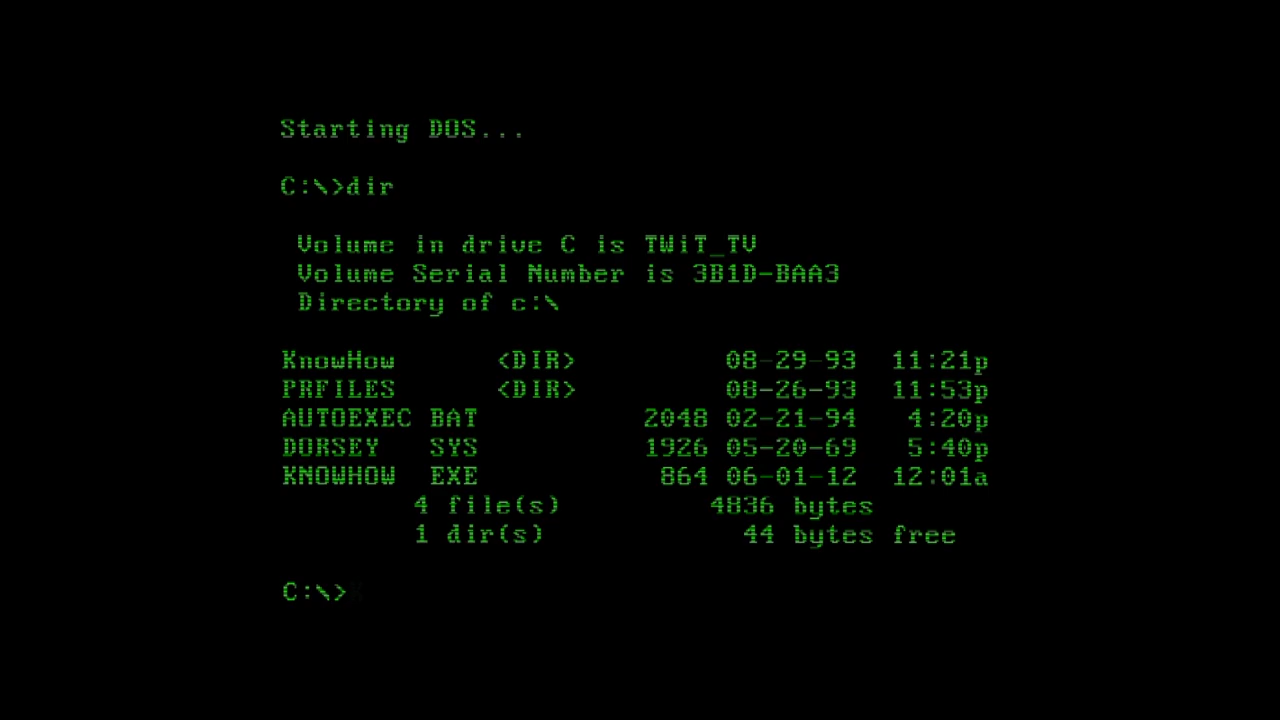 Starting DOS...
C:\>dir
Volume in drive C is TWiT_TV
Volume Serial Number is 3B1D-BAA3
Directory of c:\
KnowHow <DIR> 08-29-93 11:21p
PRFILES <DIR> 08-26-93 11:53p
AUTOEXEC BAT 2048 02-21-94 4:20p
DORSEY SYS 1926 05-20-69 5:40p
KNOWHOW EXE 864 06-01-12 12:01a
4 file(s) 4836 bytes
1 dir(s) 44 bytes free
C:\>